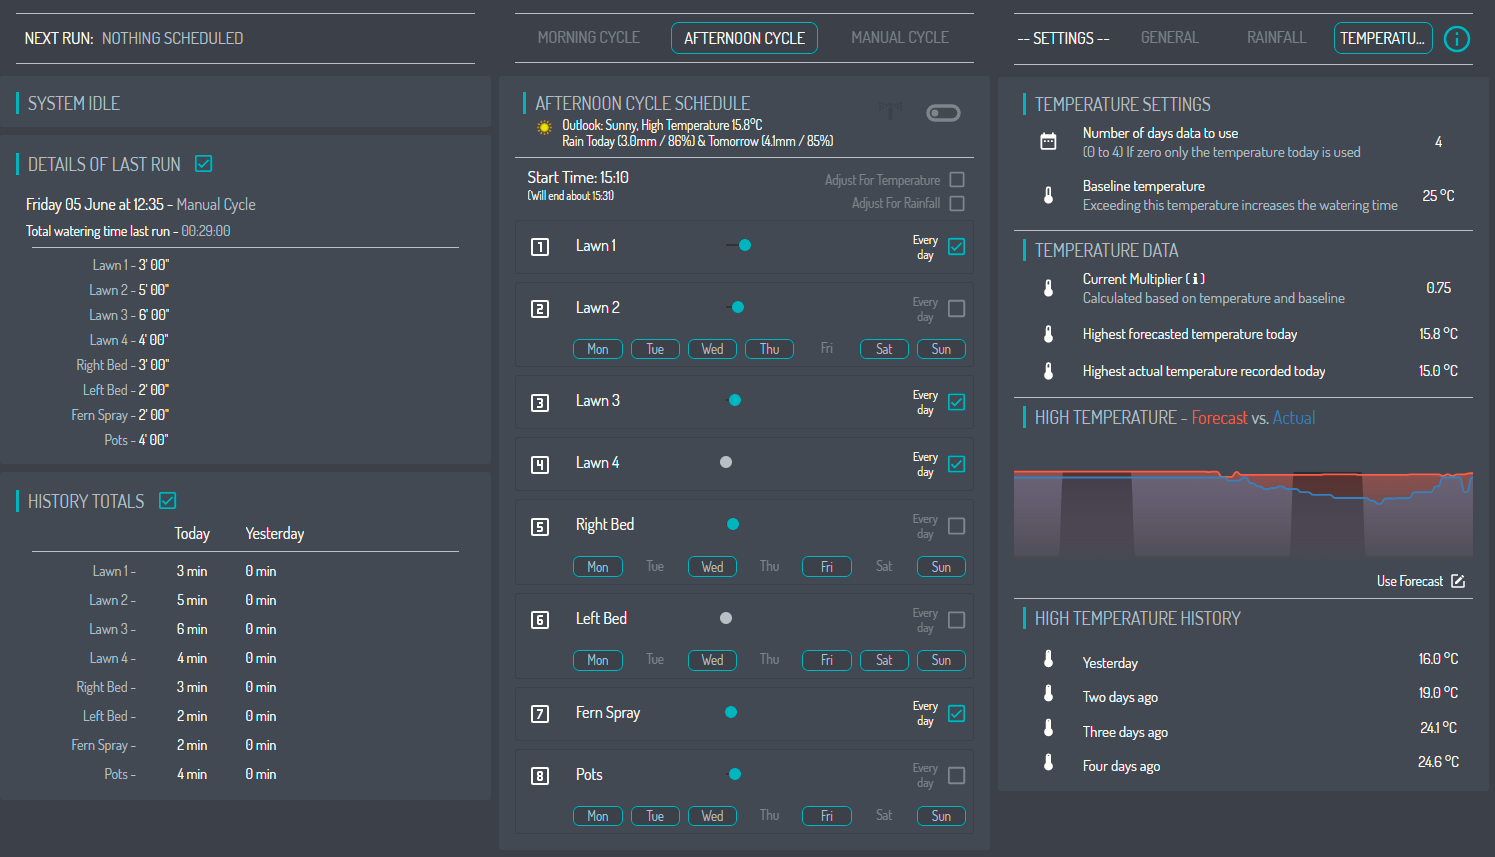 NEXT RUN: NOTHING SCHEDULED
SYSTEM IDLE
DETAILS OF LAST RUN
Friday 05 June at 12:35 - Manual Cycle
Total watering time last run - 00:29:00
Lawn 1 - 3' 00"
Lawn 2 - 5' 00"
Lawn 3 - 6' 00"
Lawn 4 - 4' 00"
Right Bed - 3' 00"
Left Bed - 2' 00"
Fern Spray - 2' 00"
Pots - 4' 00"
HISTORY TOTALS
Today Yesterday
Lawn 1 - 3 min 0 min
Lawn 2 - 5 min 0 min
Lawn 3 - 6 min 0 min
Lawn 4 - 4 min 0 min
Right Bed - 3 min 0 min
Left Bed - 2 min 0 min
Fern Spray - 2 min 0 min
Pots - 4 min 0 min
MORNING CYCLE AFTERNOON CYCLE MANUAL CYCLE
AFTERNOON CYCLE SCHEDULE
Outlook: Sunny, High Temperature 15.8°C
Rain Today (3.0mm / 86%) & Tomorrow (4.1mm / 85%)
Start Time: 15:10
(Will end about 15:31)
Adjust For Temperature
Adjust For Rainfall
1 Lawn 1 Every day
2 Lawn 2 Every day
Mon Tue Wed Thu Fri Sat Sun
3 Lawn 3 Every day
4 Lawn 4 Every day
5 Right Bed Every day
Mon Tue Wed Thu Fri Sat Sun
6 Left Bed Every day
Mon Tue Wed Thu Fri Sat Sun
7 Fern Spray Every day
8 Pots Every day
Mon Tue Wed Thu Fri Sat Sun
-- SETTINGS -- GENERAL RAINFALL TEMPERATU...
TEMPERATURE SETTINGS
Number of days data to use 4
(0 to 4) If zero only the temperature today is used
Baseline temperature 25 °C
Exceeding this temperature increases the watering time
TEMPERATURE DATA
Current Multiplier ( i ) 0.75
Calculated based on temperature and baseline
Highest forecasted temperature today 15.8 °C
Highest actual temperature recorded today 15.0 °C
HIGH TEMPERATURE - Forecast vs. Actual
Use Forecast
HIGH TEMPERATURE HISTORY
Yesterday 16.0 °C
Two days ago 19.0 °C
Three days ago 24.1 °C
Four days ago 24.6 °C